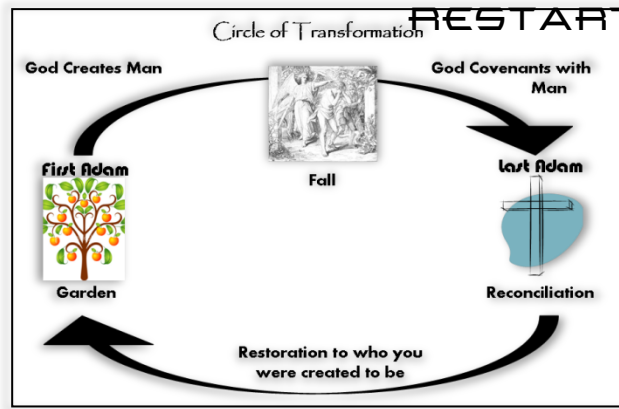 RESTART
Circle of Transformation
God Creates Man
God Covenants with
Man
First Adam
Fall
Last Adam
Garden
Reconciliation
Restoration to who you
were created to be